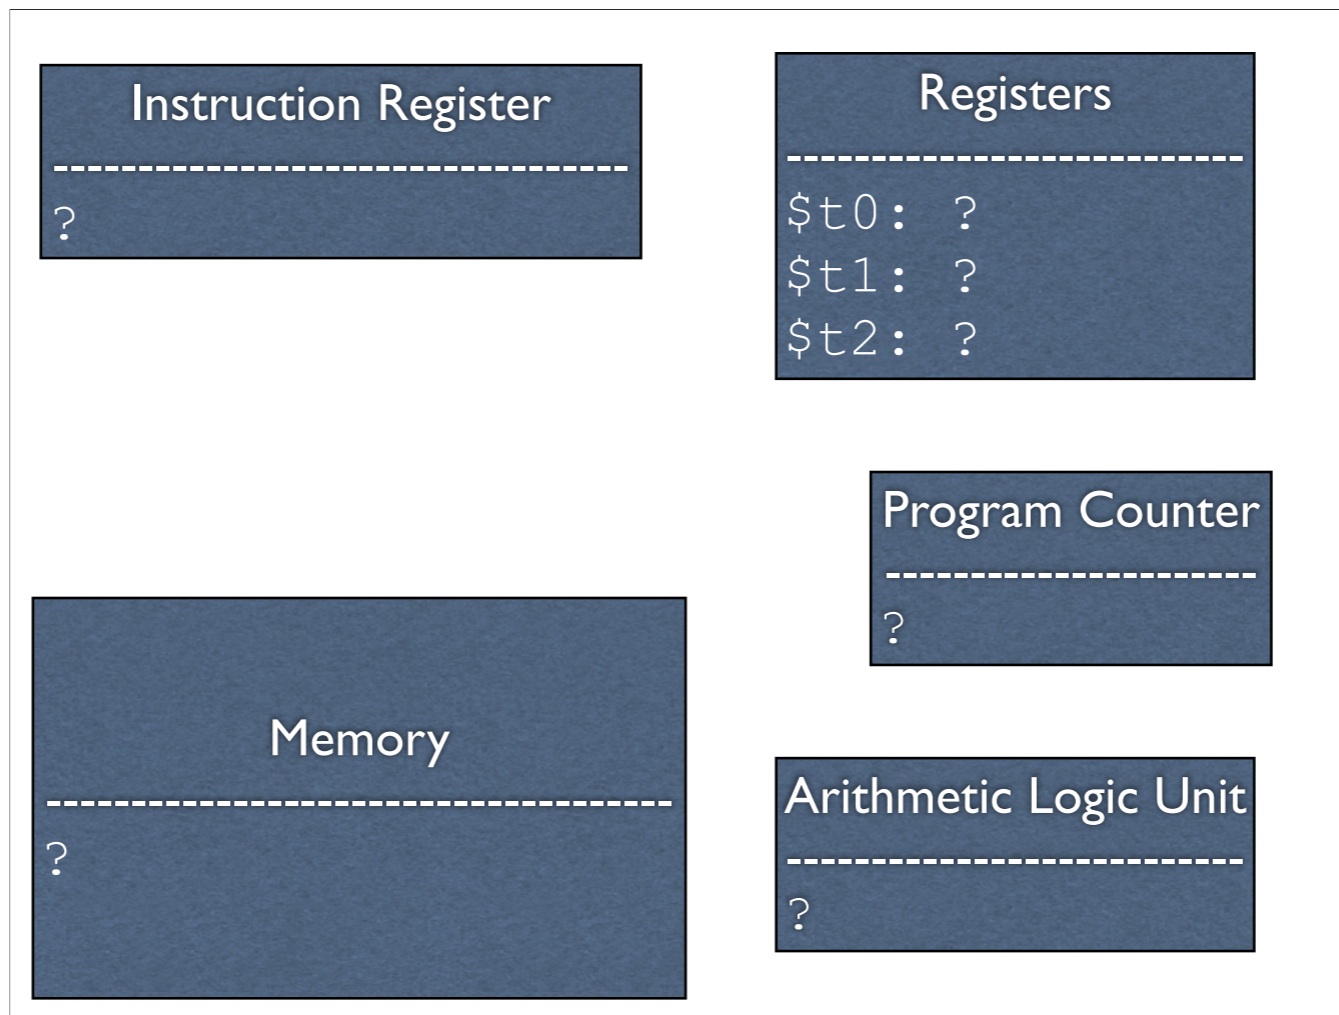 Instruction Register
-----------------------------------
?
Registers
----------------------------
$t0: ?
$t1: ?
$t2: ?
Program Counter
----------------------
?
Memory
--------------------------------------
?
Arithmetic Logic Unit
----------------------------
?